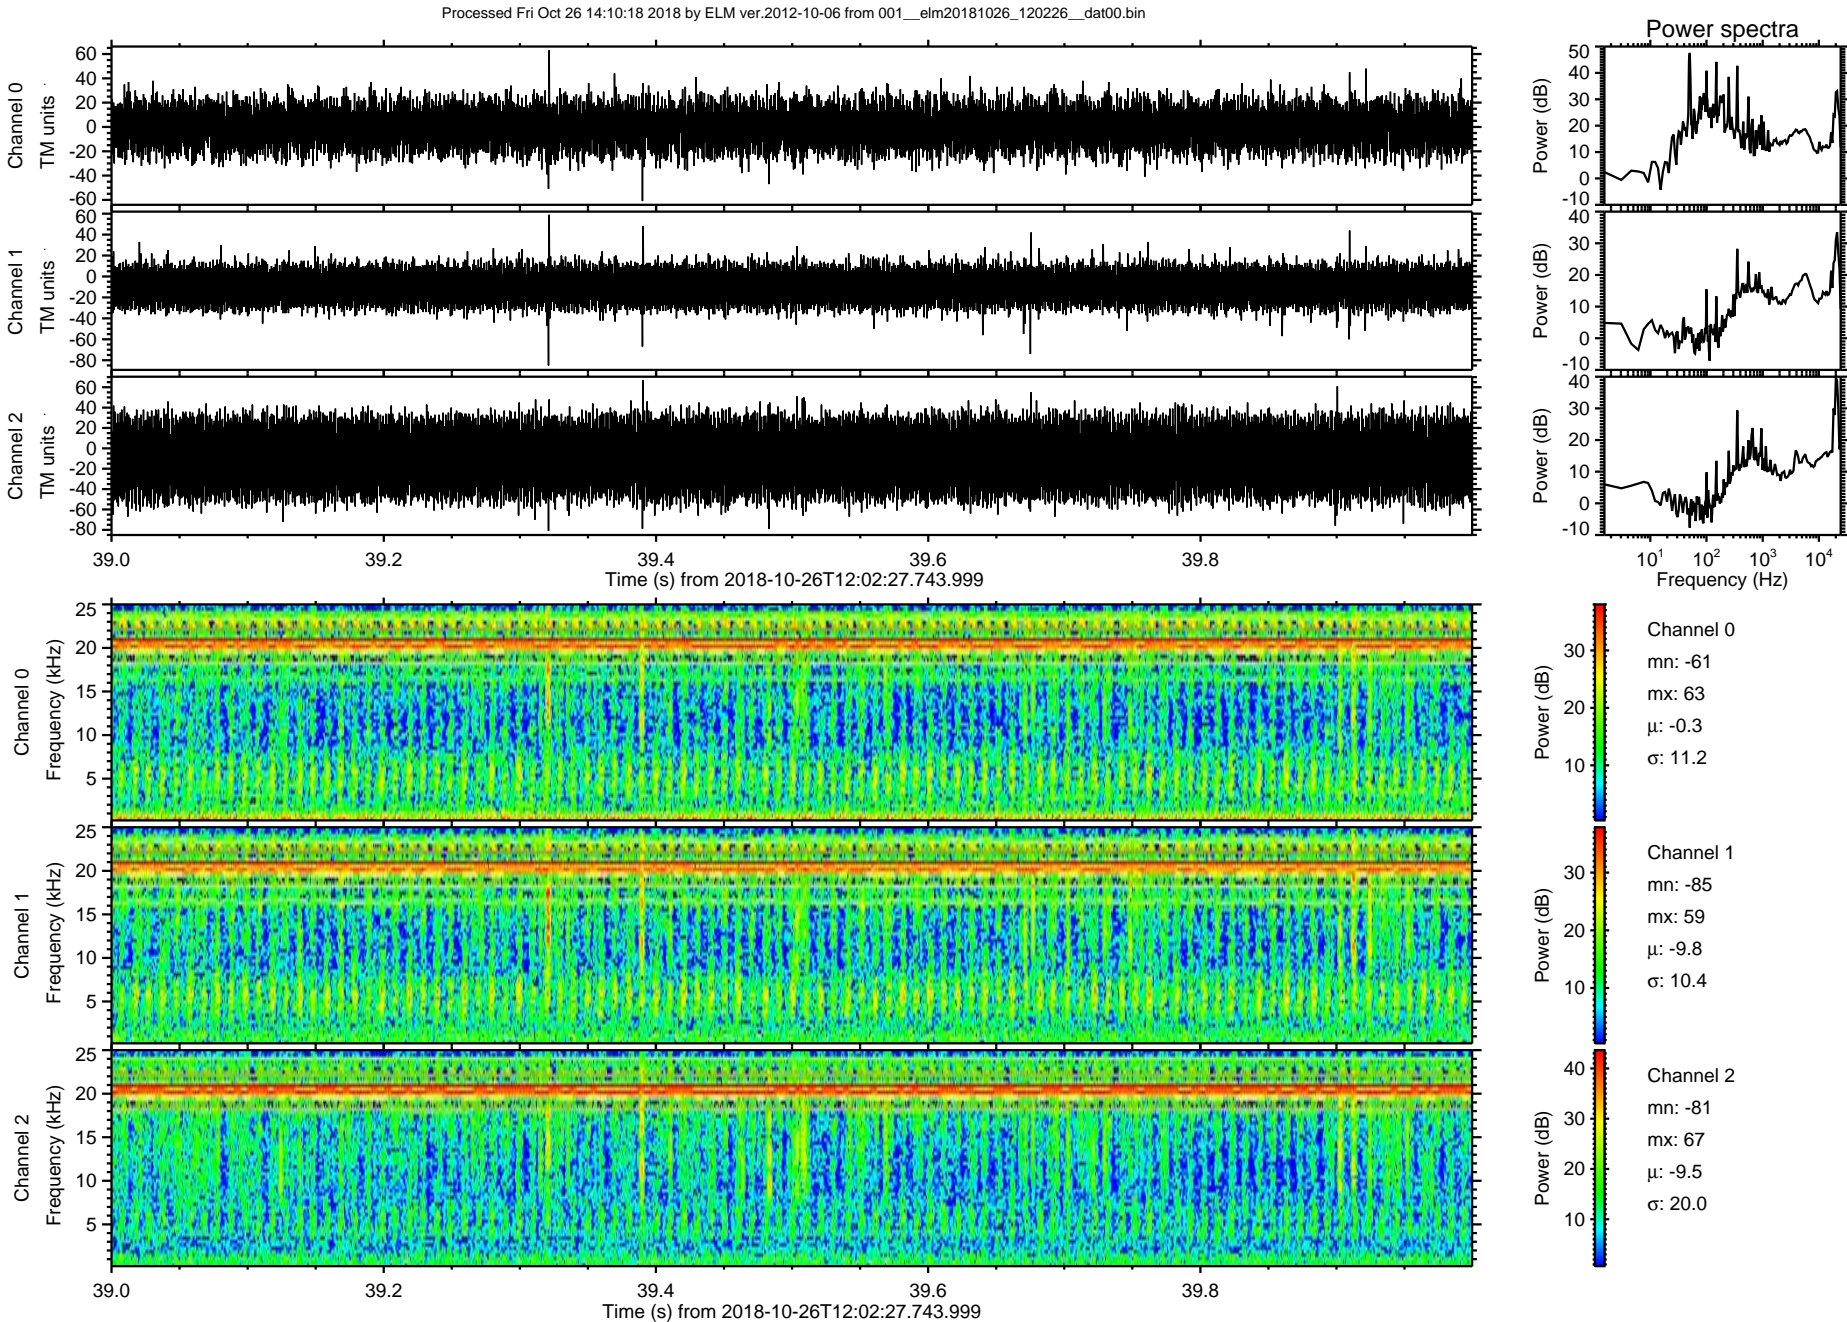 Processed Fri Oct 26 14:10:18 2018 by ELM ver.2012-10-06 from 001__elm20181026_120226__dat00.bin
Power spectra
Channel 0
TM units
60
40
20
0
-20
-40
-60
Power (dB)
50
40
30
20
10
0
-10
Channel 1
TM units
60
40
20
0
-20
-40
-60
-80
Power (dB)
40
30
20
10
0
-10
Channel 2
TM units
60
40
20
0
-20
-40
-60
-80
Power (dB)
40
30
20
10
0
-10
39.0 39.2 39.4 39.6 39.8
Time (s) from 2018-10-26T12:02:27.743.999
10¹ 10² 10³ 10⁴
Frequency (Hz)
Channel 0
Frequency (kHz)
25
20
15
10
5
Power (dB)
30
20
10
Channel 0
mn: -61
mx: 63
μ: -0.3
σ: 11.2
Channel 1
Frequency (kHz)
25
20
15
10
5
Power (dB)
30
20
10
Channel 1
mn: -85
mx: 59
μ: -9.8
σ: 10.4
Channel 2
Frequency (kHz)
25
20
15
10
5
Power (dB)
40
30
20
10
Channel 2
mn: -81
mx: 67
μ: -9.5
σ: 20.0
39.0 39.2 39.4 39.6 39.8
Time (s) from 2018-10-26T12:02:27.743.999